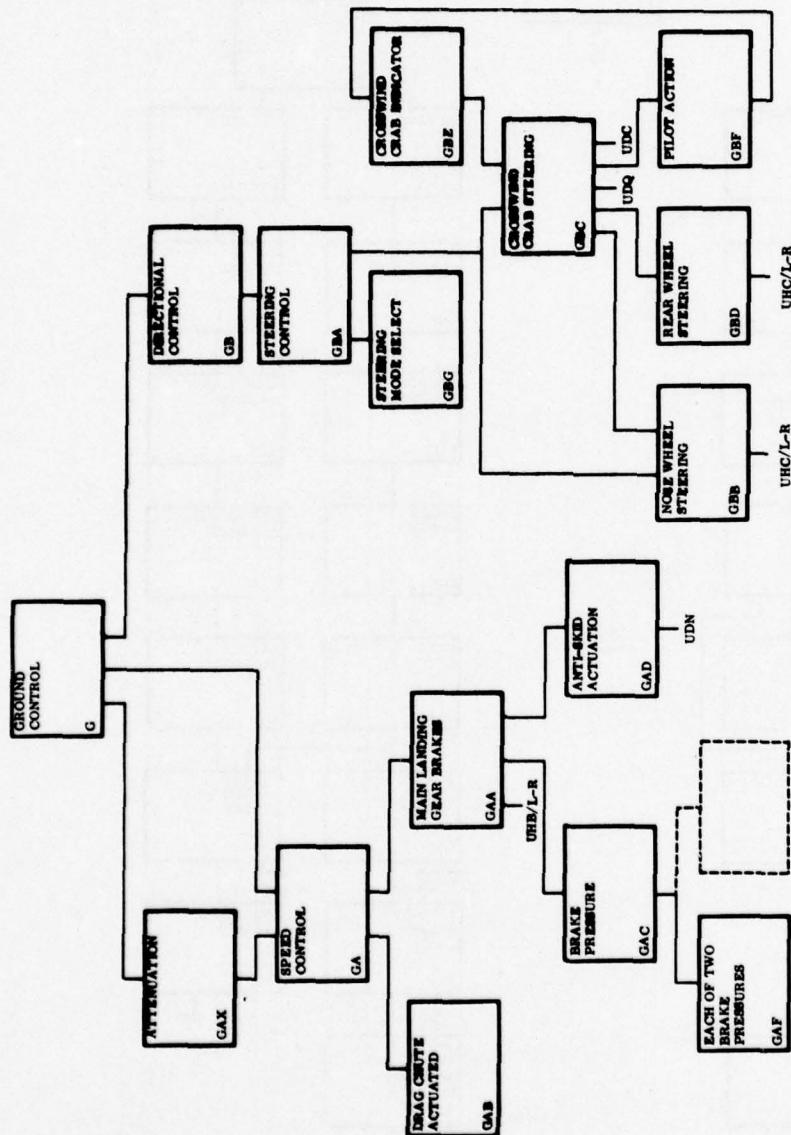 GROUND
CONTROL
G
ATTENUATION
GAX
SPEED
CONTROL
GA
DRAG CHUTE
ACTUATED
GAB
MAIN LANDING
GEAR BRAKES
GAA
UHB/L-R
BRAKE
PRESSURE
GAC
EACH OF TWO
BRAKE
PRESSURES
GAF
ANTI-SKID
ACTUATION
GAD
UDN
DIRECTIONAL
CONTROL
GB
STEERING
CONTROL
GBA
STEERING
MODE SELECT
GBG
CROSSWIND
CRAB INDICATOR
GBE
CROSSWIND
CRAB STEERING
GBC
UDQ
UDC
NOSE WHEEL
STEERING
GBB
UHC/L-R
REAR WHEEL
STEERING
GBD
UHC/L-R
PILOT ACTION
GBF